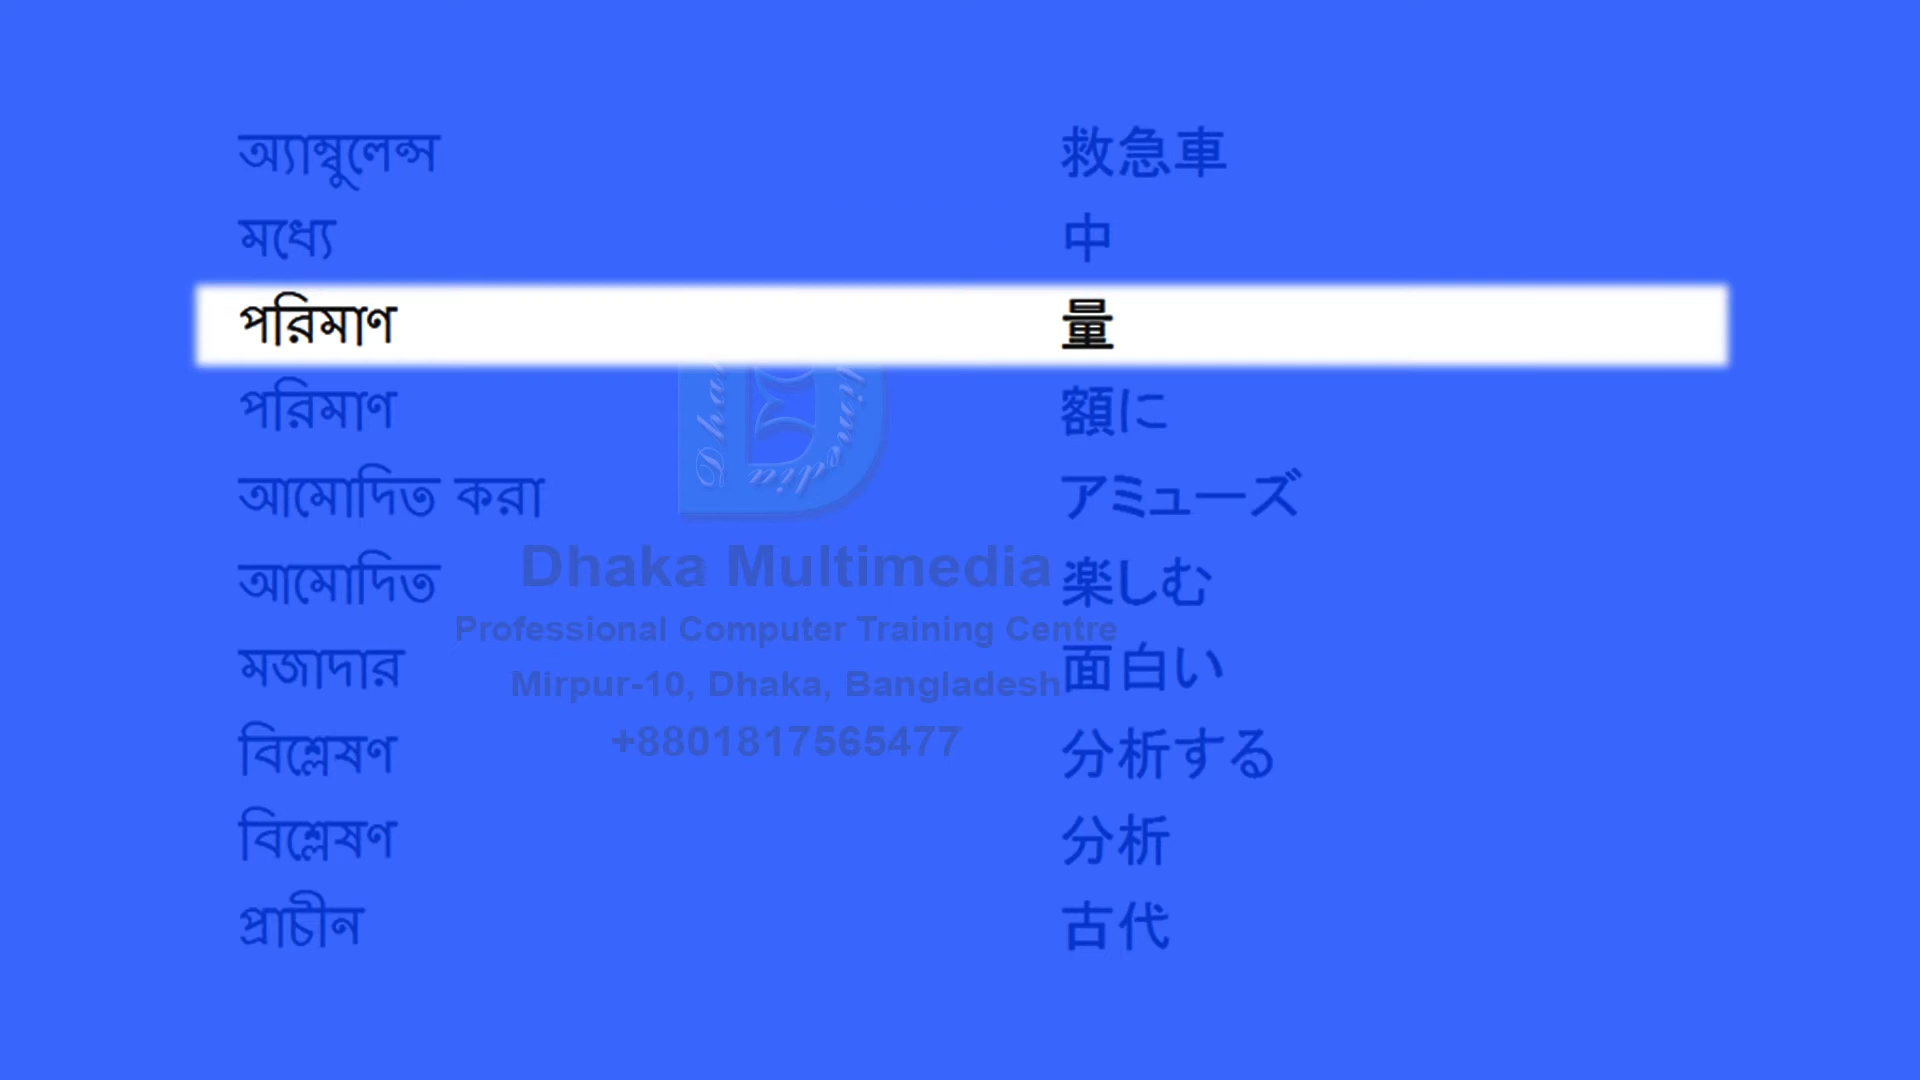 অ্যাম্বুলেন্স 救急車
মধ্যে 中
পরিমাণ 量
পরিমাণ 額に
আমোদিত করা アミューズ
আমোদিত 楽しむ
মজাদার 面白い
বিশ্লেষণ 分析する
বিশ্লেষণ 分析
প্রাচীন 古代
Dhaka Multimedia
Professional Computer Training Centre
Mirpur-10, Dhaka, Bangladesh
+8801817565477